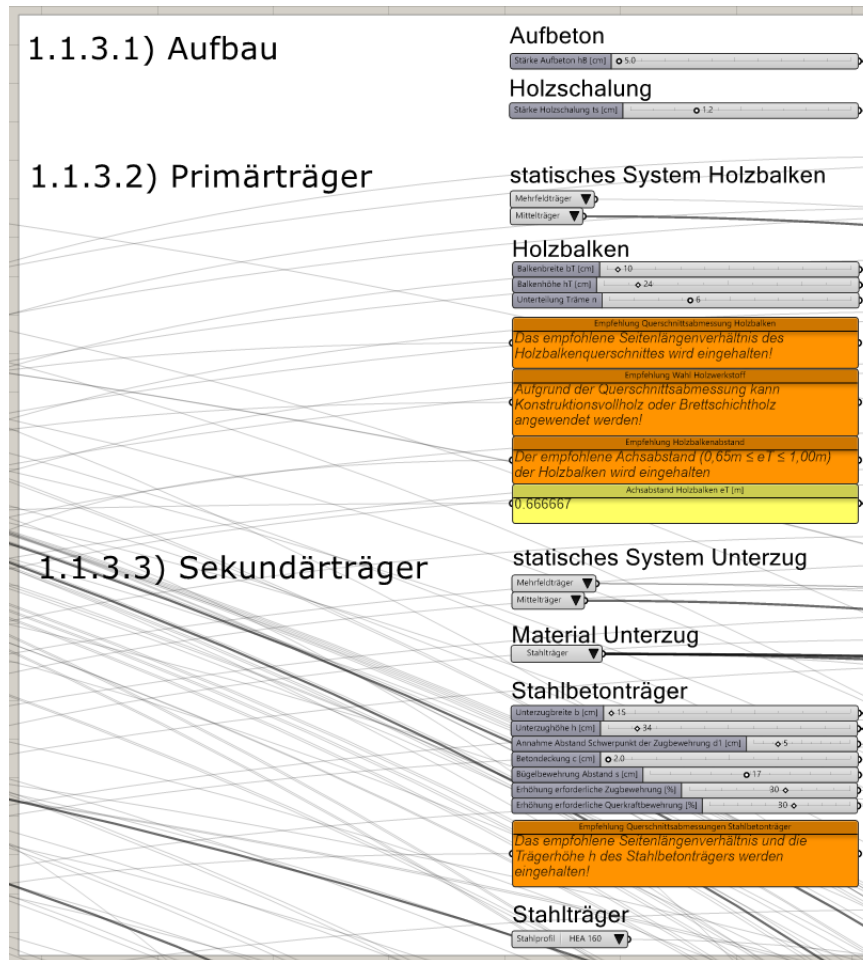 1.1.3.1) Aufbau
Aufbeton
Stärke Aufbeton hB [cm] 5.0
Holzschalung
Stärke Holzschalung ts [cm] 1.2
1.1.3.2) Primärträger
statisches System Holzbalken
Mehrfeldträger
Mittelträger
Holzbalken
Balkenbreite bT [cm] 10
Balkenhöhe hT [cm] 24
Unterteilung Träme n 6
Empfehlung Querschnittsabmessung Holzbalken
Das empfohlene Seitenlängenverhältnis des
Holzbalkenquerschnittes wird eingehalten!
Empfehlung Wahl Holzwerkstoff
Aufgrund der Querschnittsabmessung kann
Konstruktionsvollholz oder Brettschichtholz
angewendet werden!
Empfehlung Holzbalkenabstand
Der empfohlene Achsabstand (0,65m ≤ eT ≤ 1,00m)
der Holzbalken wird eingehalten
Achsabstand Holzbalken eT [m]
0.666667
1.1.3.3) Sekundärträger
statisches System Unterzug
Mehrfeldträger
Mittelträger
Material Unterzug
Stahlträger
Stahlbetonträger
Unterzugbreite b [cm] 15
Unterzughöhe h [cm] 34
Annahme Abstand Schwerpunkt der Zugbewehrung d1 [cm] 5
Betondeckung c [cm] 2.0
Bügelbewehrung Abstand s [cm] 17
Erhöhung erforderliche Zugbewehrung [%] 30
Erhöhung erforderliche Querkraftbewehrung [%] 30
Empfehlung Querschnittsabmessungen Stahlbetonträger
Das empfohlene Seitenlängenverhältnis und die
Trägerhöhe h des Stahlbetonträgers werden
eingehalten!
Stahlträger
Stahlprofil HEA 160